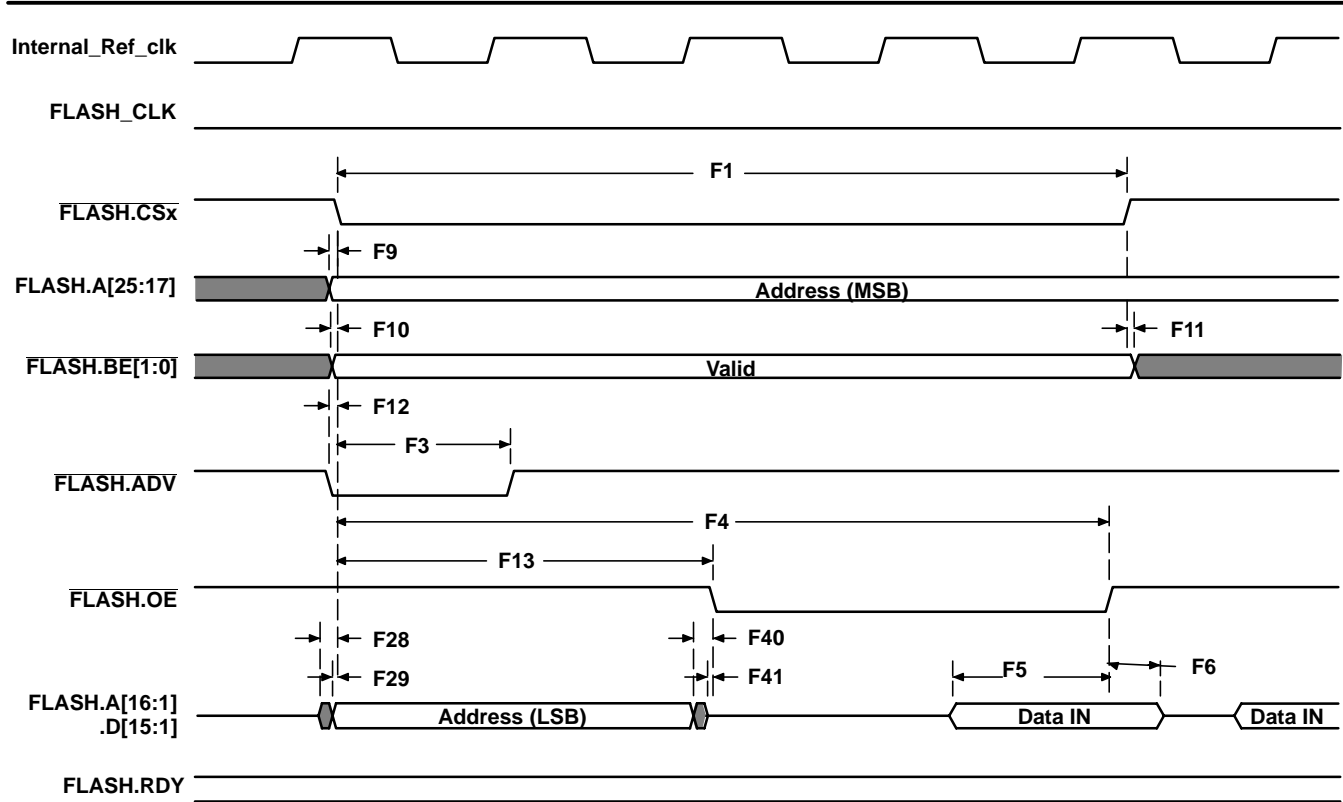 Internal_Ref_clk
FLASH_CLK
F1
FLASH.CSx
F9
FLASH.A[25:17]
Address (MSB)
F10
F11
FLASH.BE[1:0]
Valid
F12
F3
FLASH.ADV
F4
F13
FLASH.OE
F28
F40
F29
F41
F5
F6
FLASH.A[16:1]
.D[15:1]
Address (LSB)
Data IN
Data IN
FLASH.RDY